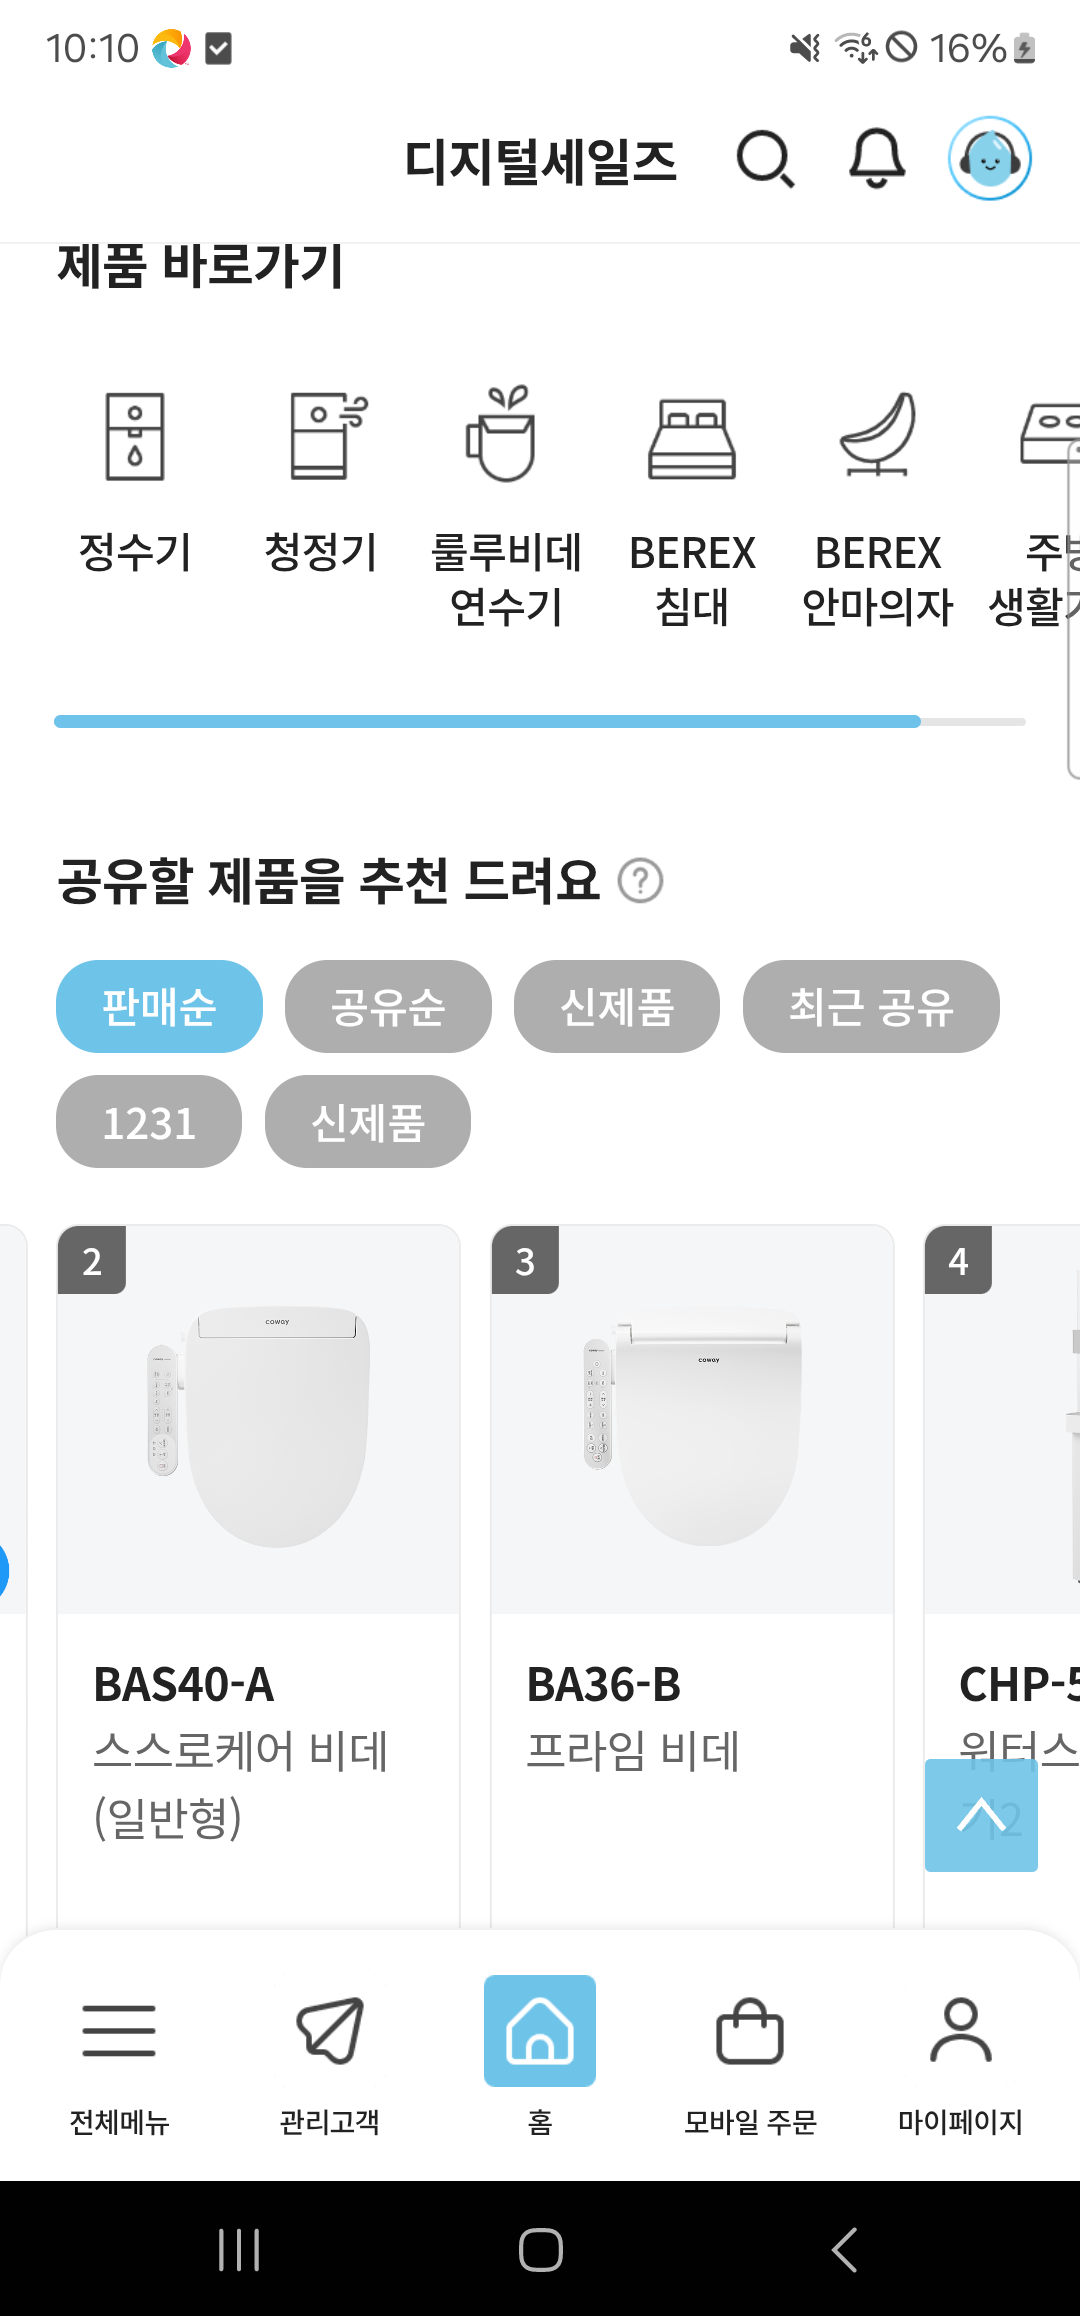 10:10
6
16%
디지털세일즈
제품 바로가기
정수기
청정기
룰루비데
연수기
BEREX
침대
BEREX
안마의자
생활
공유할 제품을 추천 드려요 ?
판매순
공유순
신제품
최근 공유
1231
신제품
2
3
4
coway
coway
BAS40-A
스스로케어 비데
(일반형)
BA36-B
프라임 비데
CHP-5
워터스
기2
전체메뉴
관리고객
홈
모바일 주문
마이페이지